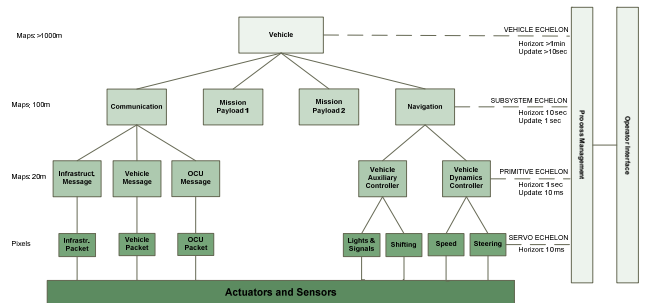 Maps: >1000m
Vehicle
VEHICLE ECHELON
Horizon: >1min
Update: >10sec
Maps; 100m
Communication
Mission
Payload 1
Mission
Payload 2
Navigation
SUBSYSTEM ECHELON
Horizon: 10sec
Update; 1 sec
Maps: 20m
Infrastruct.
Message
Vehicle
Message
OCU
Message
Vehicle
Auxiliary
Controller
Vehicle
Dynamics
Controller
PRIMITIVE ECHELON
Horizon: 1 sec
Update: 10 ms
Pixels
Infrastr.
Packet
Vehicle
Packet
OCU
Packet
Lights &
Signals
Shifting
Speed
Steering
SERVO ECHELON
Horizon: 10ms
Actuators and Sensors
Process Management
Operator Interface